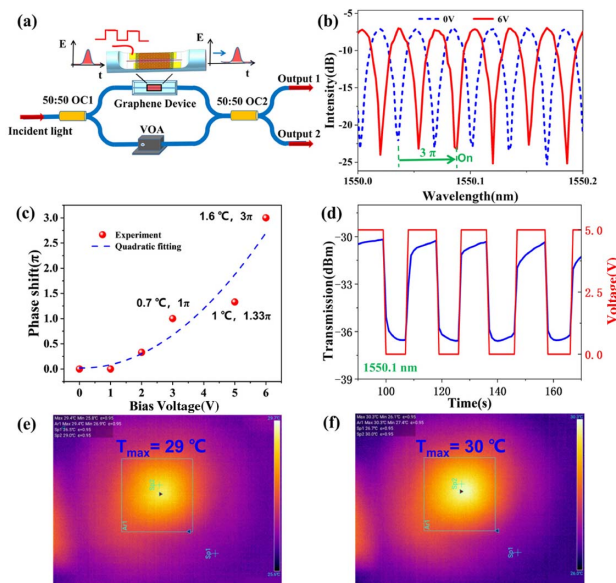 (a)
E
t
E
t
50:50 OC1
Graphene Device
50:50 OC2
Output 1
Incident light
VOA
Output 2
(b)
0V
6V
Intensity(dB)
-5
-10
-15
-20
-25
3 π
On
1550.0
1550.1
1550.2
Wavelength(nm)
(c)
Phase shift(π)
3.0
2.5
2.0
1.5
1.0
0.5
0.0
1.6 ℃, 3π
Experiment
Quadratic fitting
0.7 ℃, 1π
1 ℃, 1.33π
0 1 2 3 4 5 6
Bias Voltage(V)
(d)
Transmission(dBm)
−30
−33
−36
−39
5.0
2.5
0.0
Voltage(V)
1550.1 nm
100 120 140 160
Time(s)
(e)
Tmax= 29 ℃
Ar1
Sp1
(f)
Tmax= 30 ℃
Ar1
Sp1